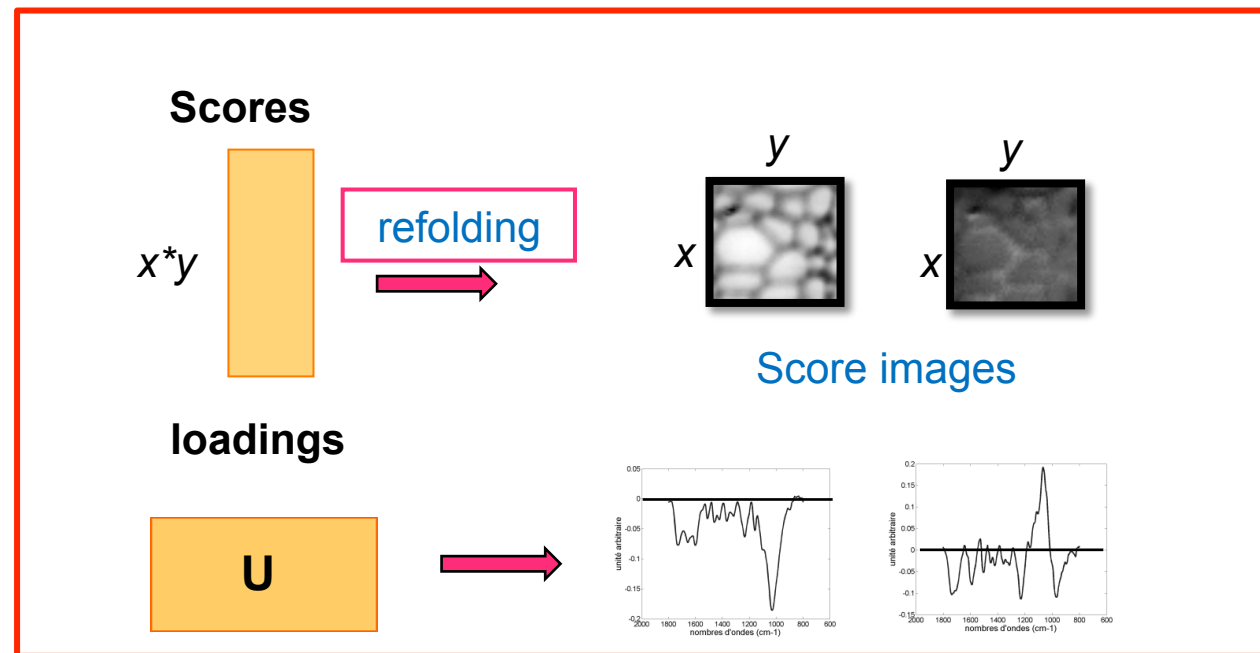 Scores
x*y
refolding
y
x
y
x
Score images
loadings
U
0.05
0
-0.05
-0.1
-0.15
-0.2
unité arbitraire
2000 1800 1600 1400 1200 1000 800 600
nombres d'ondes (cm-1)
0.2
0.15
0.1
0.05
0
-0.05
-0.1
-0.15
unité arbitraire
2000 1800 1600 1400 1200 1000 800 600
nombres d'ondes (cm-1)